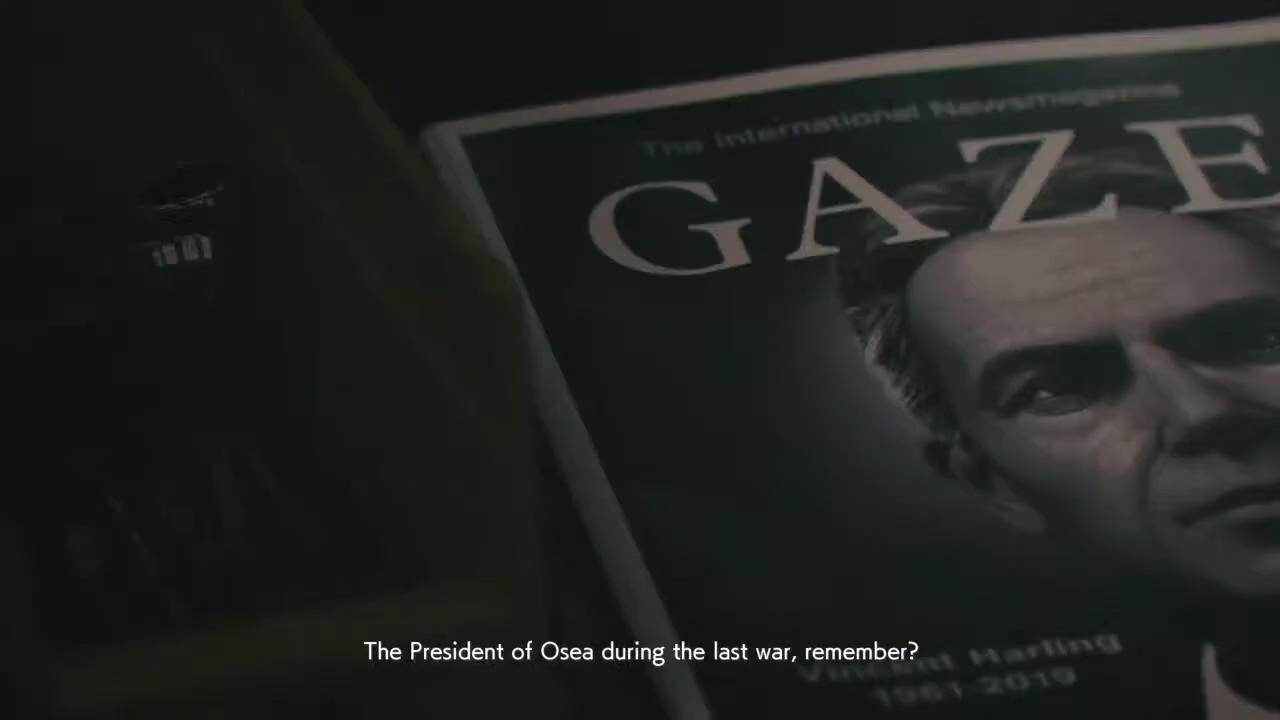 The International Newsmagazine
GAZE
The President of Osea during the last war, remember?
Vincent Harling
1961-2019